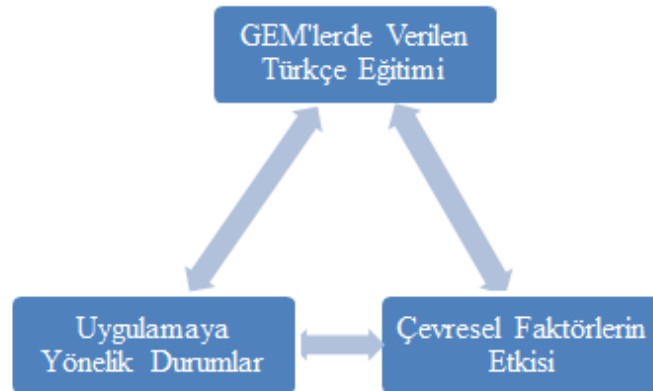 GEM'lerde Verilen
Türkçe Eğitimi
Uygulamaya
Yönelik Durumlar
Çevresel Faktörlerin
Etkisi